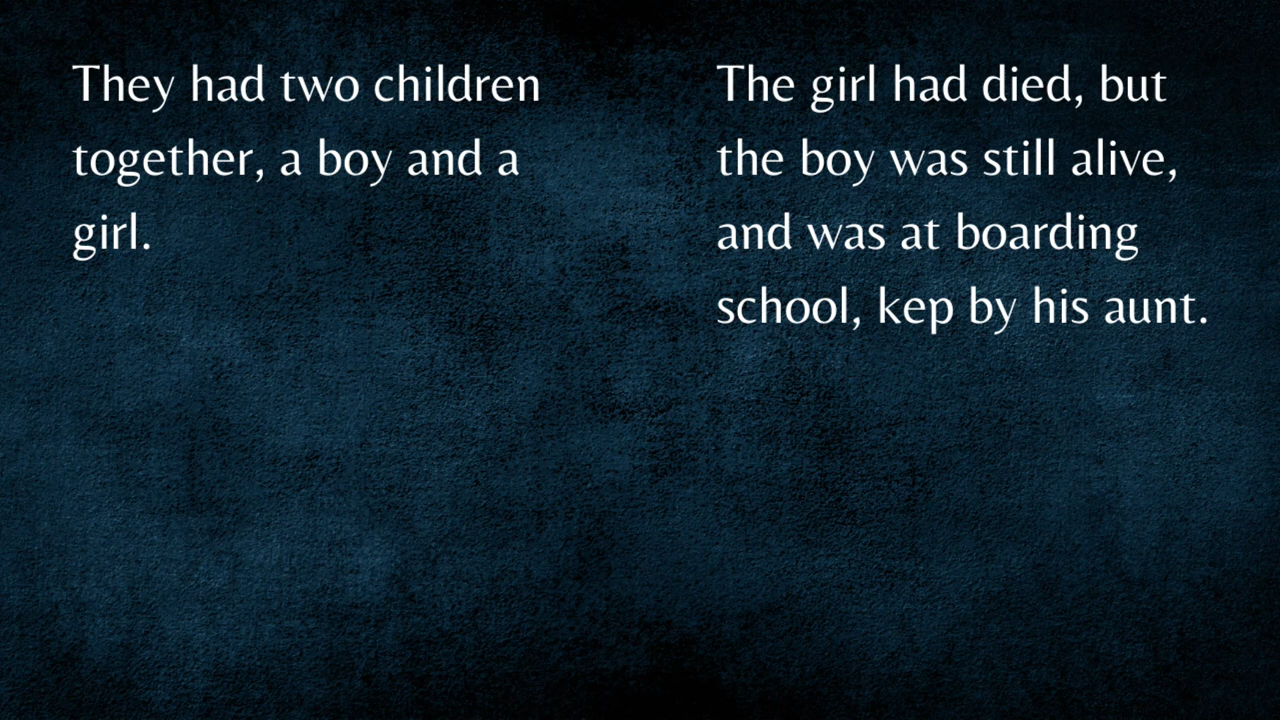 They had two children
together, a boy and a
girl.
The girl had died, but
the boy was still alive,
and was at boarding
school, kep by his aunt.